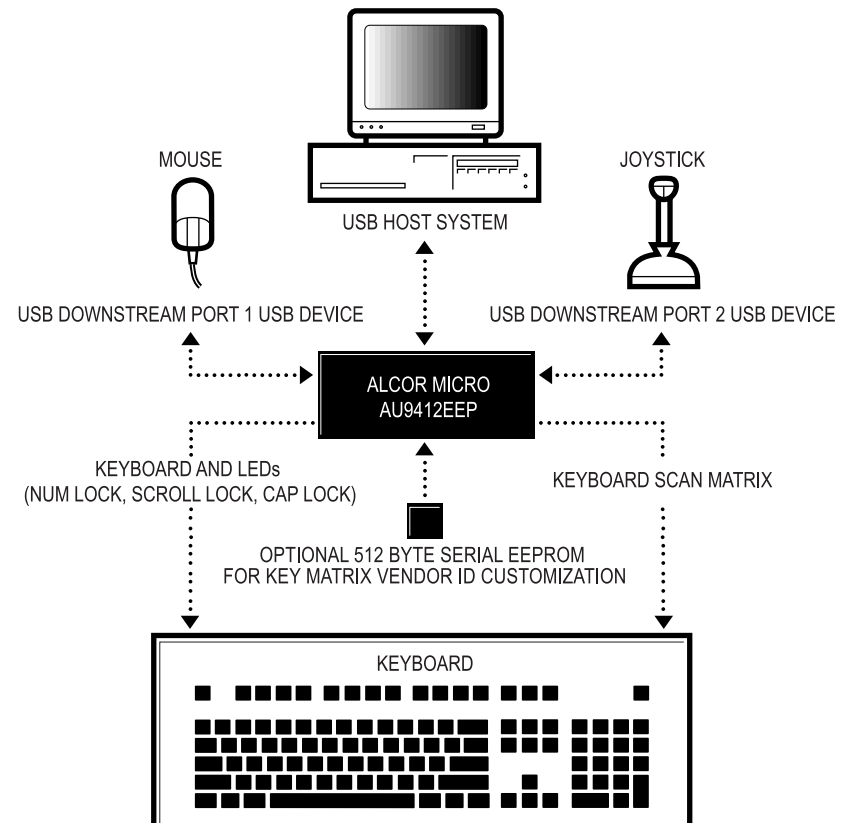 MOUSE
JOYSTICK
USB HOST SYSTEM
USB DOWNSTREAM PORT 1 USB DEVICE
USB DOWNSTREAM PORT 2 USB DEVICE
ALCOR MICRO
AU9412EEP
KEYBOARD AND LEDs
(NUM LOCK, SCROLL LOCK, CAP LOCK)
KEYBOARD SCAN MATRIX
OPTIONAL 512 BYTE SERIAL EEPROM
FOR KEY MATRIX VENDOR ID CUSTOMIZATION
KEYBOARD